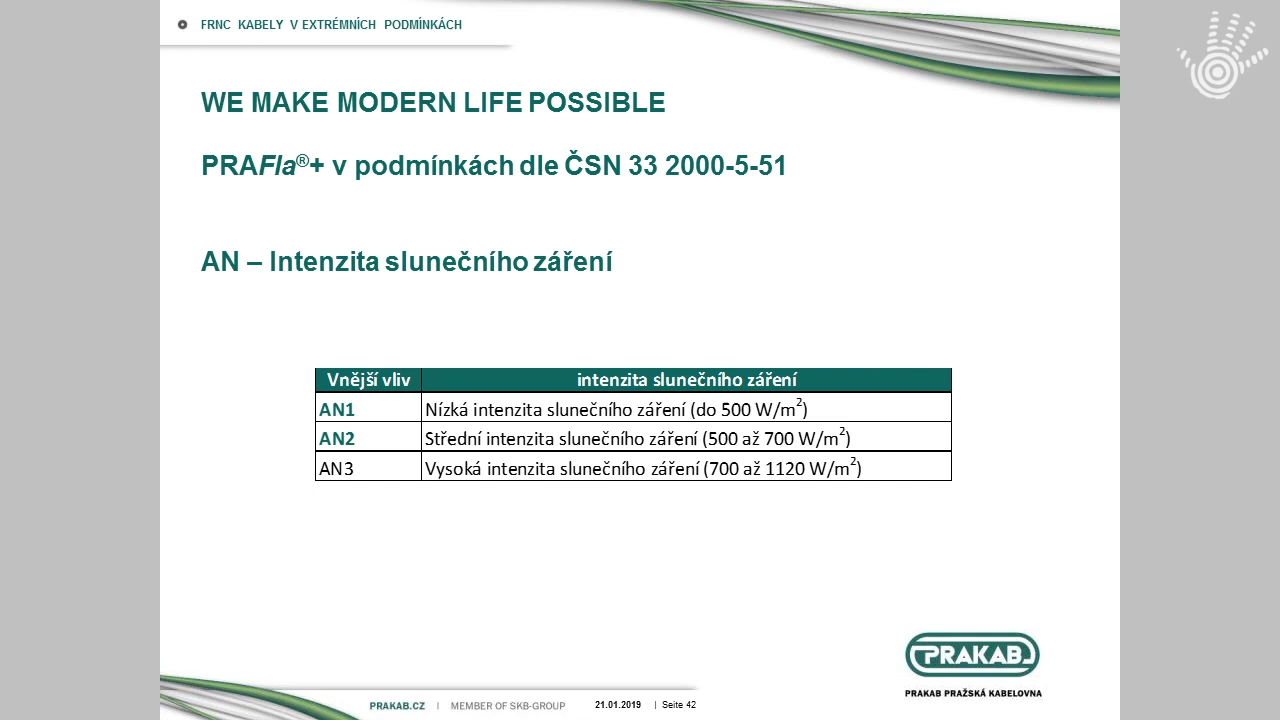 FRNC KABELY V EXTRÉMNÍCH PODMÍNKÁCH
WE MAKE MODERN LIFE POSSIBLE
PRAFla®+ v podmínkách dle ČSN 33 2000-5-51
AN – Intenzita slunečního záření
Vnější vliv intenzita slunečního záření
AN1 Nízká intenzita slunečního záření (do 500 W/m²)
AN2 Střední intenzita slunečního záření (500 až 700 W/m²)
AN3 Vysoká intenzita slunečního záření (700 až 1120 W/m²)
PRAKAB
PRAKAB PRAŽSKÁ KABELOVNA
PRAKAB.CZ | MEMBER OF SKB-GROUP 21.01.2019 | Seite 42